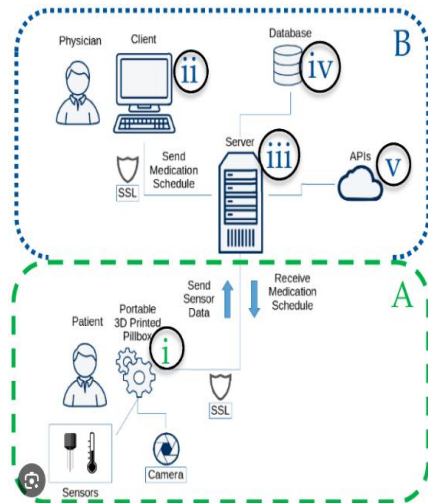 B
Physician
Client
ii
Database
iv
Server
iii
APIs
v
Send
Medication
Schedule
SSL
A
Send
Sensor
Data
Receive
Medication
Schedule
Patient
Portable
3D Printed
Pillbox
i
SSL
Camera
Sensors